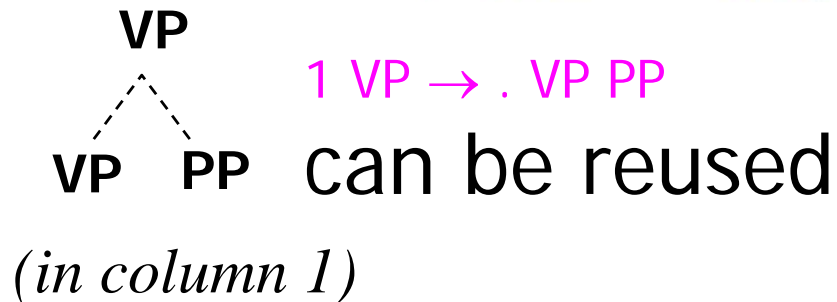 VP
1 VP → . VP PP
VP PP can be reused
(in column 1)